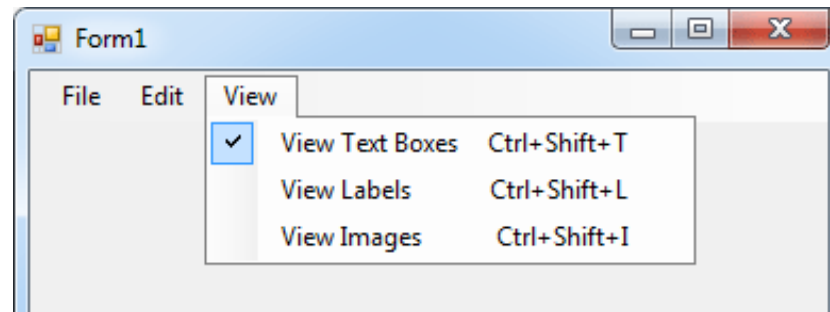 Form1
File Edit View
View Text Boxes Ctrl+Shift+T
View Labels Ctrl+Shift+L
View Images Ctrl+Shift+I